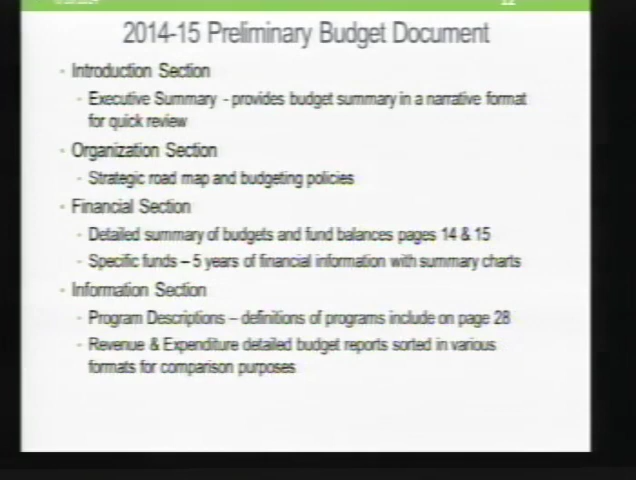 2014-15 Preliminary Budget Document
Introduction Section
Executive Summary - provides budget summary in a narrative format
for quick review
Organization Section
Strategic road map and budgeting policies
Financial Section
Detailed summary of budgets and fund balances pages 14 & 15
Specific funds – 5 years of financial information with summary charts
Information Section
Program Descriptions – definitions of programs include on page 28
Revenue & Expenditure detailed budget reports sorted in various
formats for comparison purposes